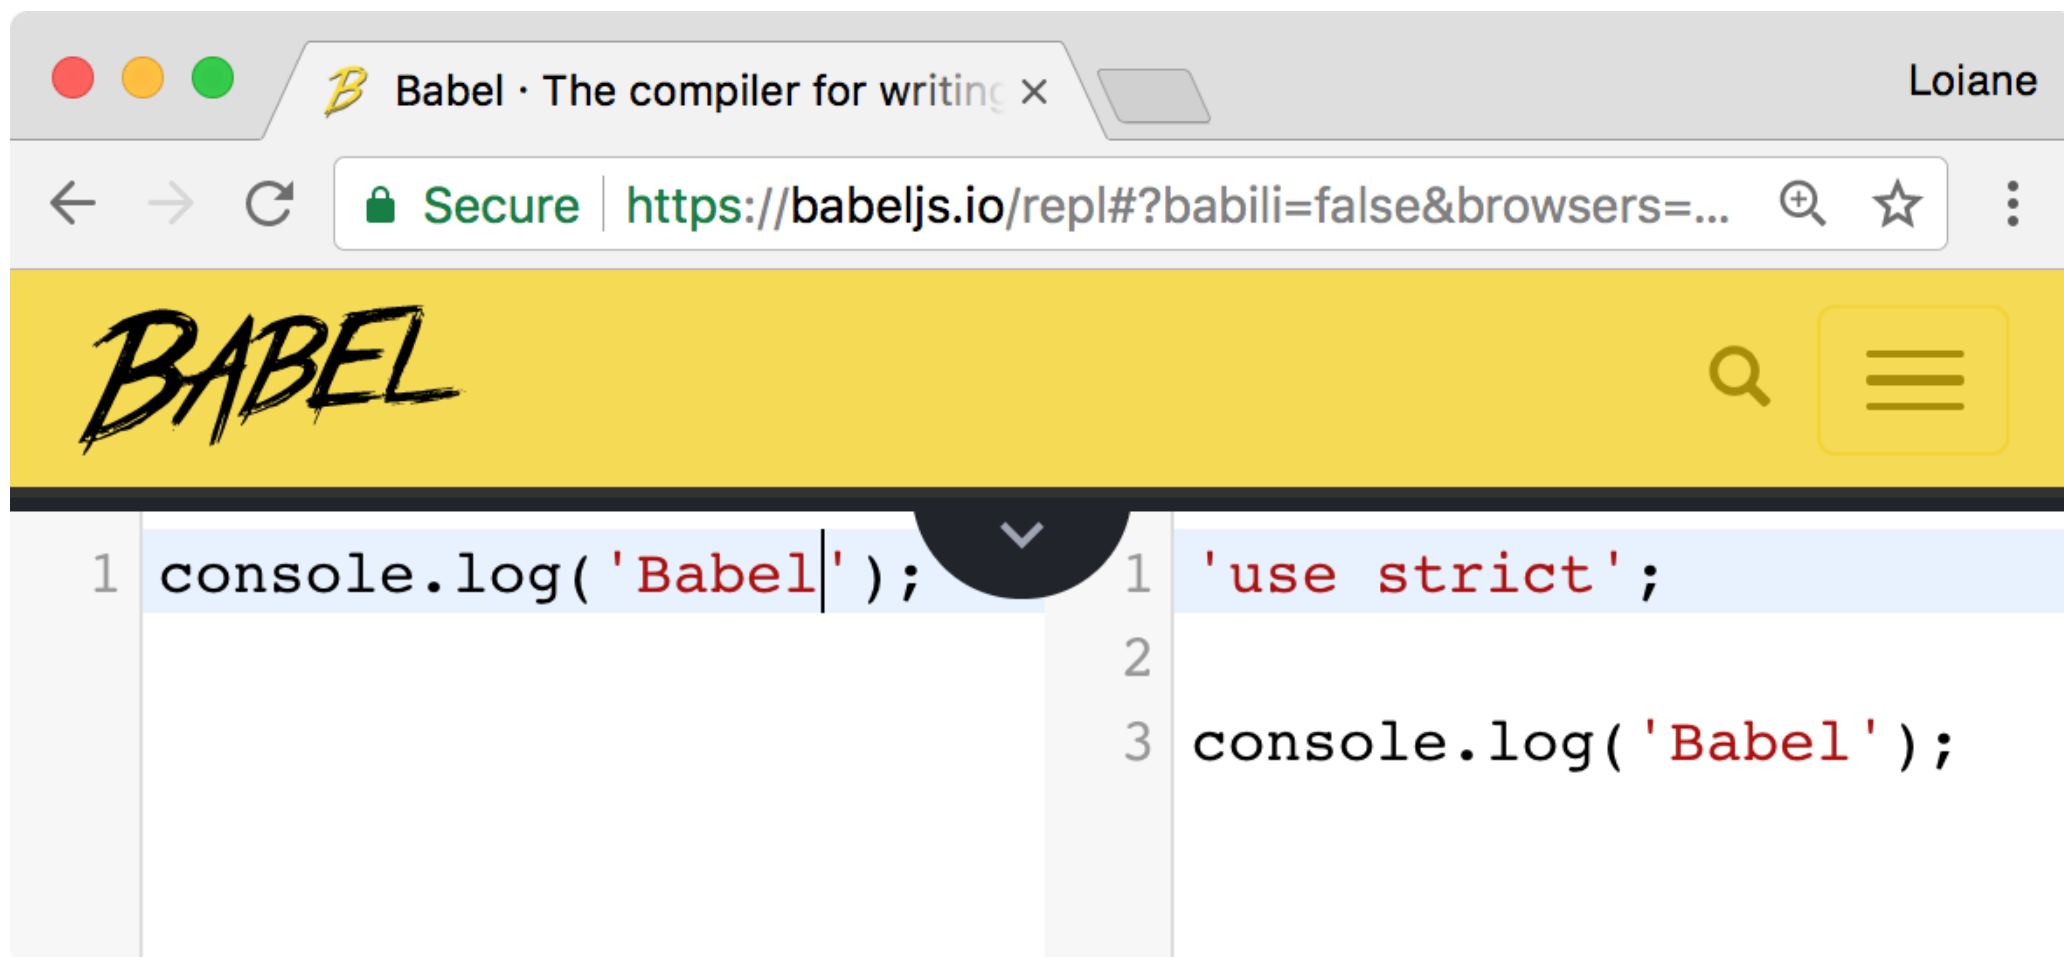 Babel · The compiler for writing
Loiane
Secure https://babeljs.io/repl#?babili=false&browsers=...
BABEL
1 console.log('Babel');
1 'use strict';
2
3 console.log('Babel');